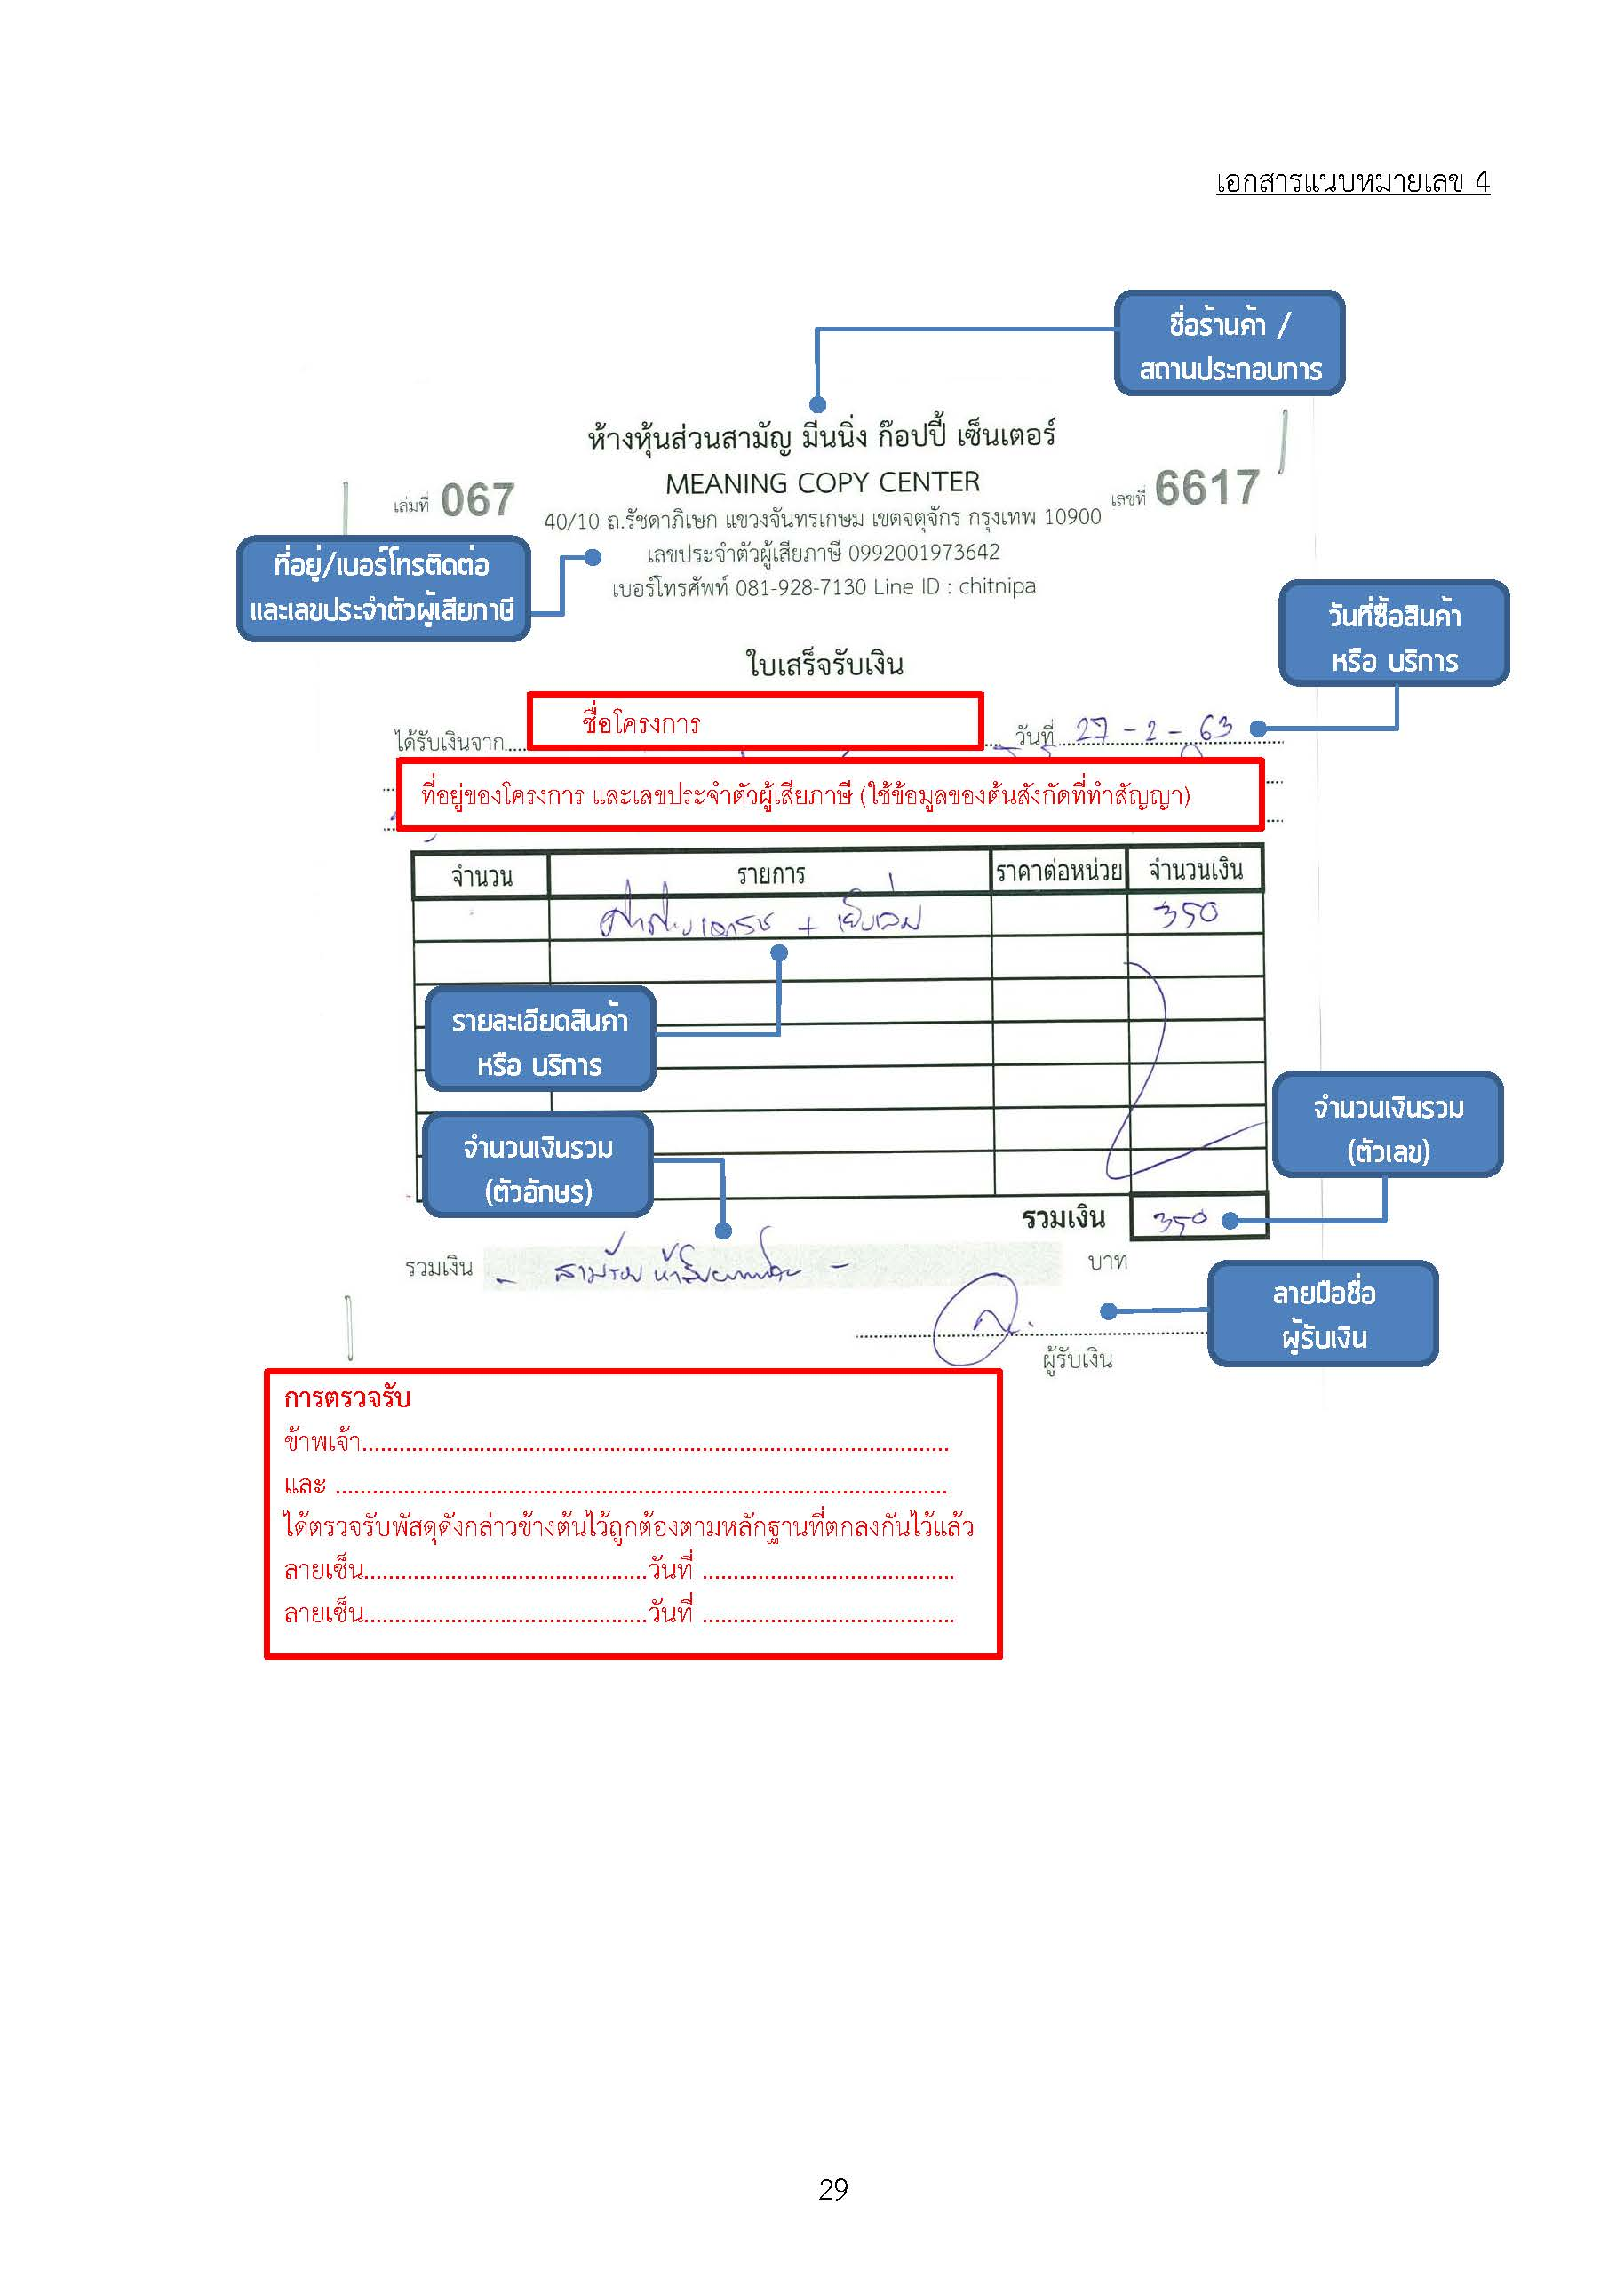 เอกสารแนบหมายเลข 4
ชื่อร้านค้า /
สถานประกอบการ
ห้างหุ้นส่วนสามัญ มีนนิ่ง ก๊อปปี้ เซ็นเตอร์
MEANING COPY CENTER
เล่มที่ 067
เลขที่ 6617
40/10 ถ.รัชดาภิเษก แขวงจันทรเกษม เขตจตุจักร กรุงเทพ 10900
เลขประจำตัวผู้เสียภาษี 0992001973642
เบอร์โทรศัพท์ 081-928-7130 Line ID : chitnipa
ที่อยู่/เบอร์โทรติดต่อ
และเลขประจำตัวผู้เสียภาษี
วันที่ซื้อสินค้า
หรือ บริการ
ใบเสร็จรับเงิน
ได้รับเงินจาก..... ชื่อโครงการ วันที่ 27 - 2 - 63
ที่อยู่ของโครงการ และเลขประจำตัวผู้เสียภาษี (ใช้ข้อมูลของต้นสังกัดที่ทำสัญญา)
จำนวน รายการ ราคาต่อหน่วย จำนวนเงิน
+ เย็บเล่ม 350
รายละเอียดสินค้า
หรือ บริการ
จำนวนเงินรวม
(ตัวอักษร)
จำนวนเงินรวม
(ตัวเลข)
รวมเงิน 350
รวมเงิน - สามร้อยห้าสิบบาทถ้วน - บาท
ลายมือชื่อ
ผู้รับเงิน
ผู้รับเงิน
การตรวจรับ
ข้าพเจ้า...............................................................................................
และ ...................................................................................................
ได้ตรวจรับพัสดุดังกล่าวข้างต้นไว้ถูกต้องตามหลักฐานที่ตกลงกันไว้แล้ว
ลายเซ็น..............................................วันที่ .........................................
ลายเซ็น..............................................วันที่ .........................................
29